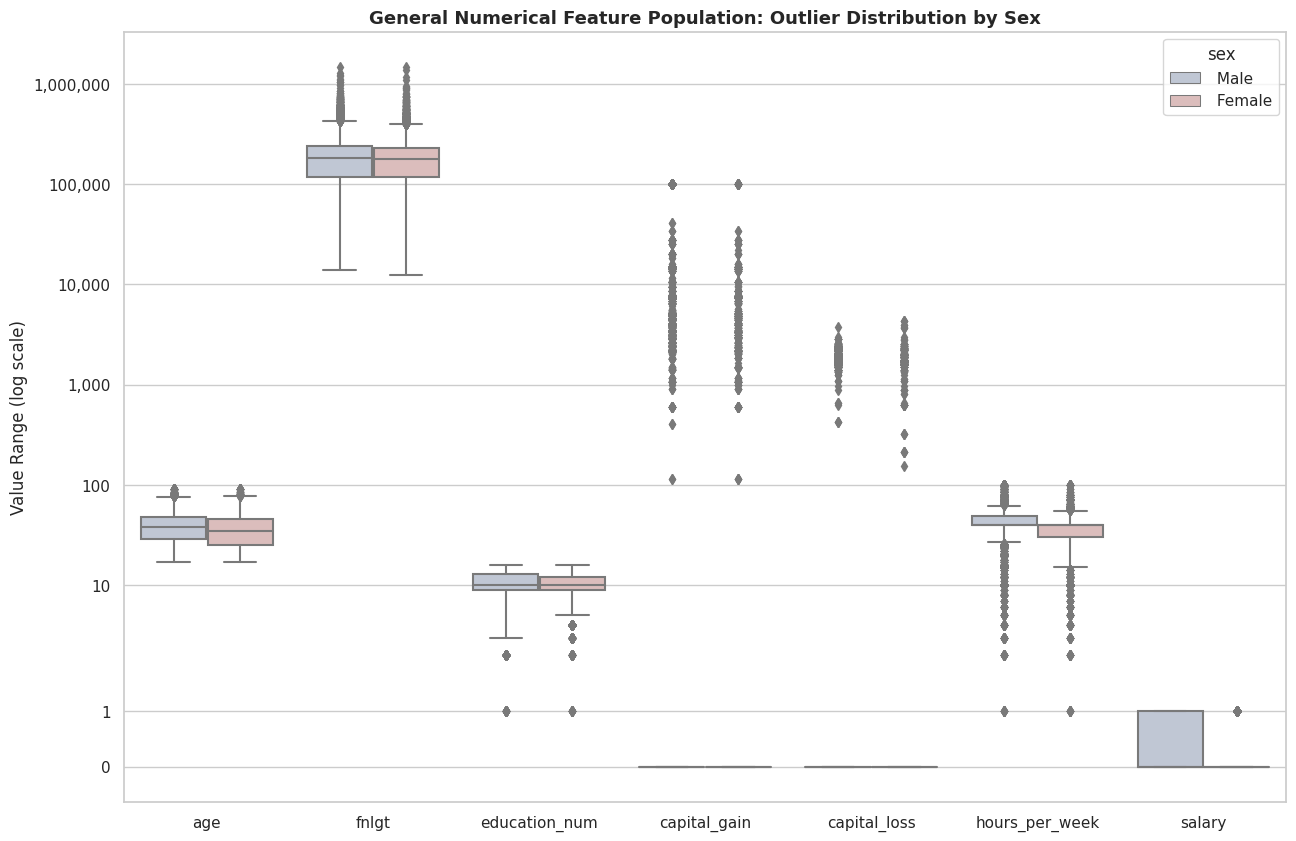 General Numerical Feature Population: Outlier Distribution by Sex
sex
Male
Female
Value Range (log scale)
1,000,000
100,000
10,000
1,000
100
10
1
0
age
fnlgt
education_num
capital_gain
capital_loss
hours_per_week
salary